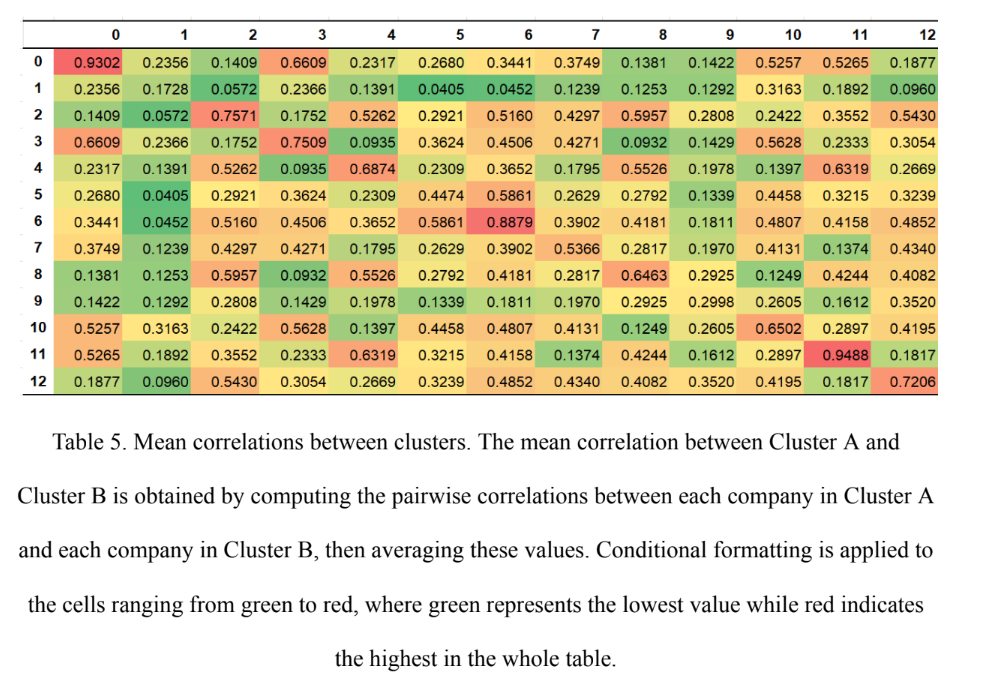 0 1 2 3 4 5 6 7 8 9 10 11 12
0 0.9302 0.2356 0.1409 0.6609 0.2317 0.2680 0.3441 0.3749 0.1381 0.1422 0.5257 0.5265 0.1877
1 0.2356 0.1728 0.0572 0.2366 0.1391 0.0405 0.0452 0.1239 0.1253 0.1292 0.3163 0.1892 0.0960
2 0.1409 0.0572 0.7571 0.1752 0.5262 0.2921 0.5160 0.4297 0.5957 0.2808 0.2422 0.3552 0.5430
3 0.6609 0.2366 0.1752 0.7509 0.0935 0.3624 0.4506 0.4271 0.0932 0.1429 0.5628 0.2333 0.3054
4 0.2317 0.1391 0.5262 0.0935 0.6874 0.2309 0.3652 0.1795 0.5526 0.1978 0.1397 0.6319 0.2669
5 0.2680 0.0405 0.2921 0.3624 0.2309 0.4474 0.5861 0.2629 0.2792 0.1339 0.4458 0.3215 0.3239
6 0.3441 0.0452 0.5160 0.4506 0.3652 0.5861 0.8879 0.3902 0.4181 0.1811 0.4807 0.4158 0.4852
7 0.3749 0.1239 0.4297 0.4271 0.1795 0.2629 0.3902 0.5366 0.2817 0.1970 0.4131 0.1374 0.4340
8 0.1381 0.1253 0.5957 0.0932 0.5526 0.2792 0.4181 0.2817 0.6463 0.2925 0.1249 0.4244 0.4082
9 0.1422 0.1292 0.2808 0.1429 0.1978 0.1339 0.1811 0.1970 0.2925 0.2998 0.2605 0.1612 0.3520
10 0.5257 0.3163 0.2422 0.5628 0.1397 0.4458 0.4807 0.4131 0.1249 0.2605 0.6502 0.2897 0.4195
11 0.5265 0.1892 0.3552 0.2333 0.6319 0.3215 0.4158 0.1374 0.4244 0.1612 0.2897 0.9488 0.1817
12 0.1877 0.0960 0.5430 0.3054 0.2669 0.3239 0.4852 0.4340 0.4082 0.3520 0.4195 0.1817 0.7206
Table 5. Mean correlations between clusters. The mean correlation between Cluster A and
Cluster B is obtained by computing the pairwise correlations between each company in Cluster A
and each company in Cluster B, then averaging these values. Conditional formatting is applied to
the cells ranging from green to red, where green represents the lowest value while red indicates
the highest in the whole table.